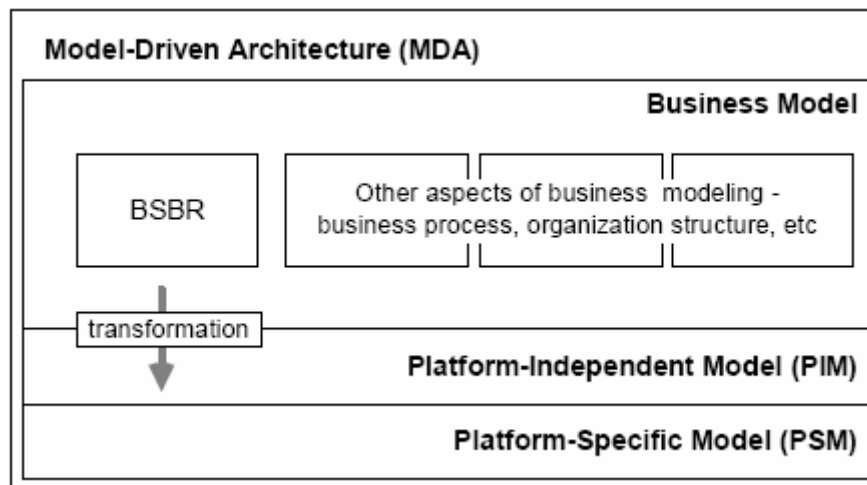 Model-Driven Architecture (MDA)
Business Model
BSBR
Other aspects of business modeling -
business process, organization structure, etc
transformation
Platform-Independent Model (PIM)
Platform-Specific Model (PSM)